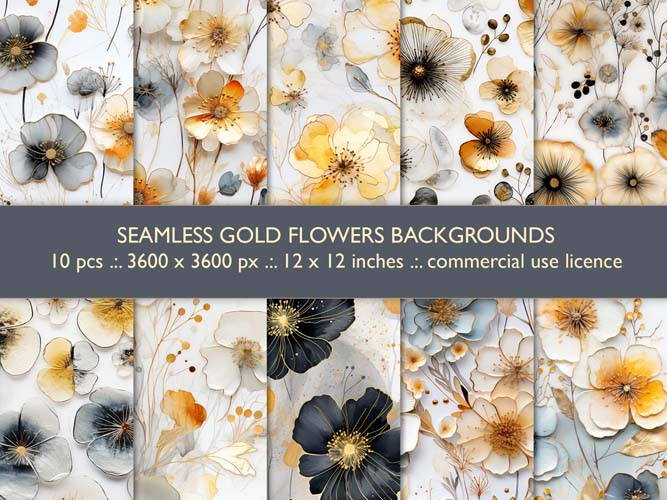 SEAMLESS GOLD FLOWERS BACKGROUNDS
10 pcs .:. 3600 x 3600 px .:. 12 x 12 inches .:. commercial use licence